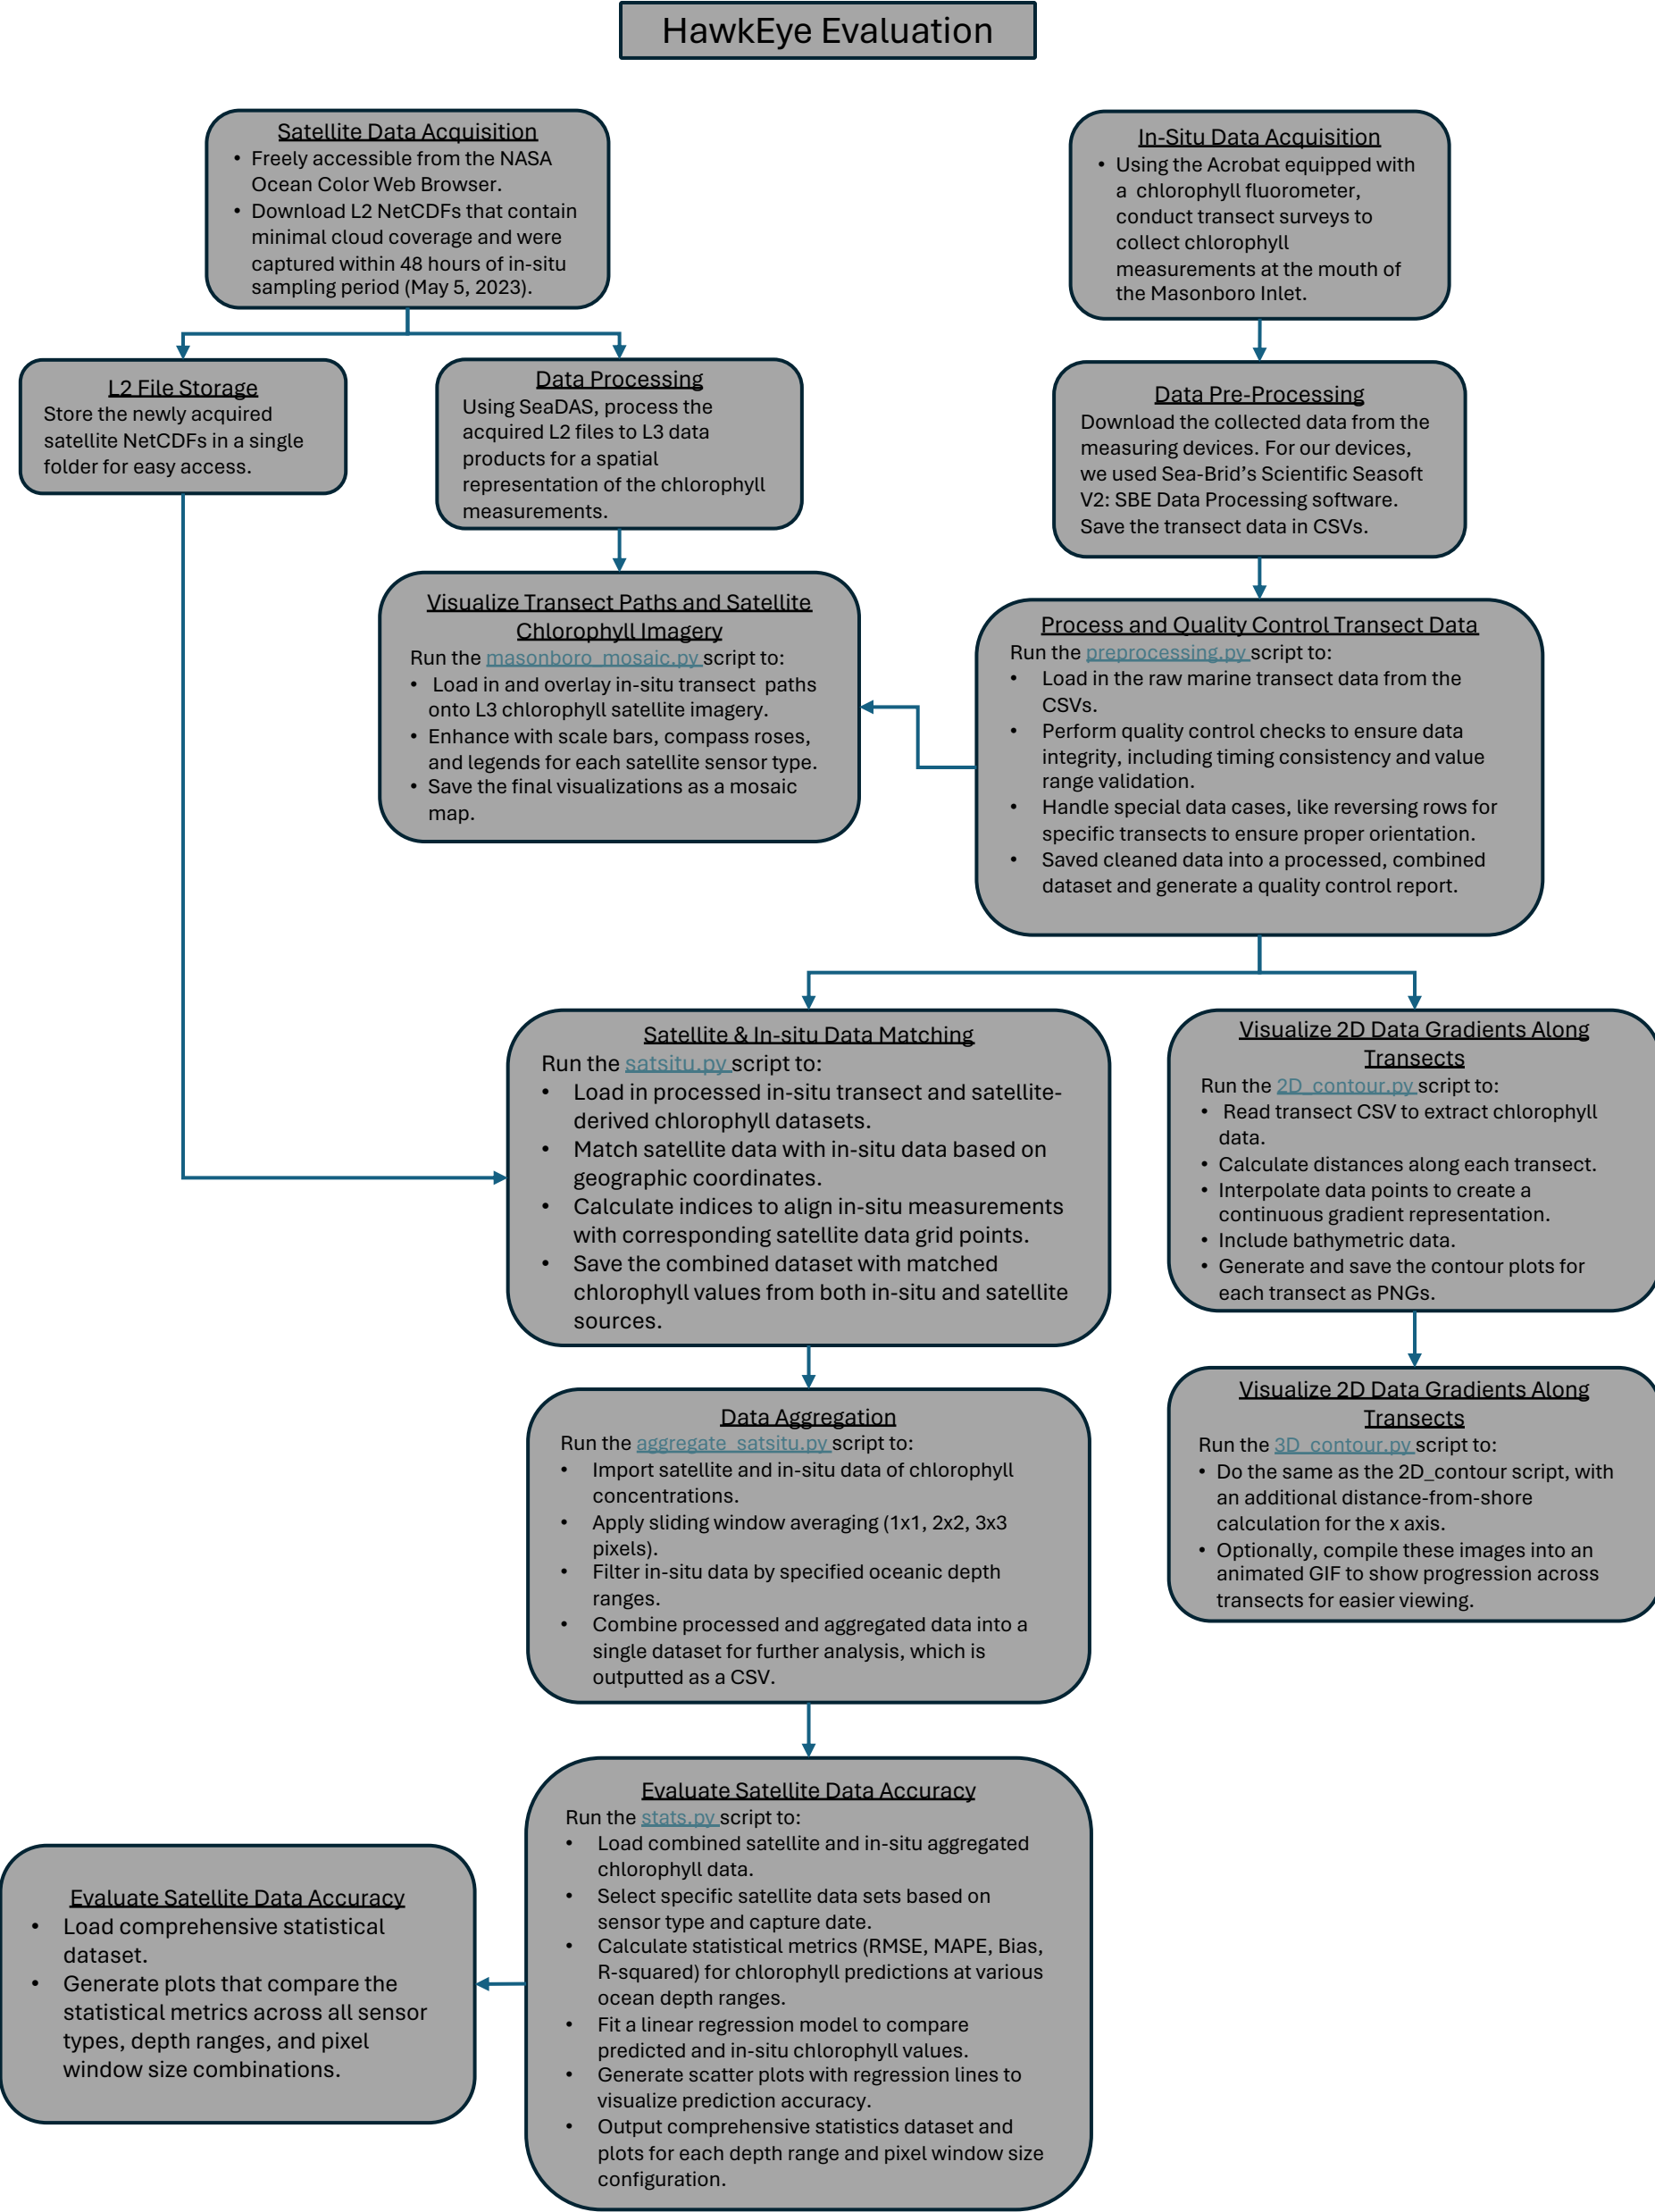 HawkEye Evaluation
Satellite Data Acquisition
• Freely accessible from the NASA
Ocean Color Web Browser.
• Download L2 NetCDFs that contain
minimal cloud coverage and were
captured within 48 hours of in-situ
sampling period (May 5, 2023).
In-Situ Data Acquisition
• Using the Acrobat equipped with
a chlorophyll fluorometer,
conduct transect surveys to
collect chlorophyll
measurements at the mouth of
the Masonboro Inlet.
L2 File Storage
Store the newly acquired
satellite NetCDFs in a single
folder for easy access.
Data Processing
Using SeaDAS, process the
acquired L2 files to L3 data
products for a spatial
representation of the chlorophyll
measurements.
Data Pre-Processing
Download the collected data from the
measuring devices. For our devices,
we used Sea-Brid's Scientific Seasoft
V2: SBE Data Processing software.
Save the transect data in CSVs.
Visualize Transect Paths and Satellite
Chlorophyll Imagery
Run the masonboro_mosaic.py script to:
• Load in and overlay in-situ transect paths
onto L3 chlorophyll satellite imagery.
• Enhance with scale bars, compass roses,
and legends for each satellite sensor type.
• Save the final visualizations as a mosaic
map.
Process and Quality Control Transect Data
Run the preprocessing.py script to:
• Load in the raw marine transect data from the
CSVs.
• Perform quality control checks to ensure data
integrity, including timing consistency and value
range validation.
• Handle special data cases, like reversing rows for
specific transects to ensure proper orientation.
• Saved cleaned data into a processed, combined
dataset and generate a quality control report.
Satellite & In-situ Data Matching
Run the satsitu.py script to:
• Load in processed in-situ transect and satellite-
derived chlorophyll datasets.
• Match satellite data with in-situ data based on
geographic coordinates.
• Calculate indices to align in-situ measurements
with corresponding satellite data grid points.
• Save the combined dataset with matched
chlorophyll values from both in-situ and satellite
sources.
Visualize 2D Data Gradients Along
Transects
Run the 2D_contour.py script to:
• Read transect CSV to extract chlorophyll
data.
• Calculate distances along each transect.
• Interpolate data points to create a
continuous gradient representation.
• Include bathymetric data.
• Generate and save the contour plots for
each transect as PNGs.
Visualize 2D Data Gradients Along
Transects
Run the 3D_contour.py script to:
• Do the same as the 2D_contour script, with
an additional distance-from-shore
calculation for the x axis.
• Optionally, compile these images into an
animated GIF to show progression across
transects for easier viewing.
Data Aggregation
Run the aggregate_satsitu.py script to:
• Import satellite and in-situ data of chlorophyll
concentrations.
• Apply sliding window averaging (1x1, 2x2, 3x3
pixels).
• Filter in-situ data by specified oceanic depth
ranges.
• Combine processed and aggregated data into a
single dataset for further analysis, which is
outputted as a CSV.
Evaluate Satellite Data Accuracy
Run the stats.py script to:
• Load combined satellite and in-situ aggregated
chlorophyll data.
• Select specific satellite data sets based on
sensor type and capture date.
• Calculate statistical metrics (RMSE, MAPE, Bias,
R-squared) for chlorophyll predictions at various
ocean depth ranges.
• Fit a linear regression model to compare
predicted and in-situ chlorophyll values.
• Generate scatter plots with regression lines to
visualize prediction accuracy.
• Output comprehensive statistics dataset and
plots for each depth range and pixel window size
configuration.
Evaluate Satellite Data Accuracy
• Load comprehensive statistical
dataset.
• Generate plots that compare the
statistical metrics across all sensor
types, depth ranges, and pixel
window size combinations.